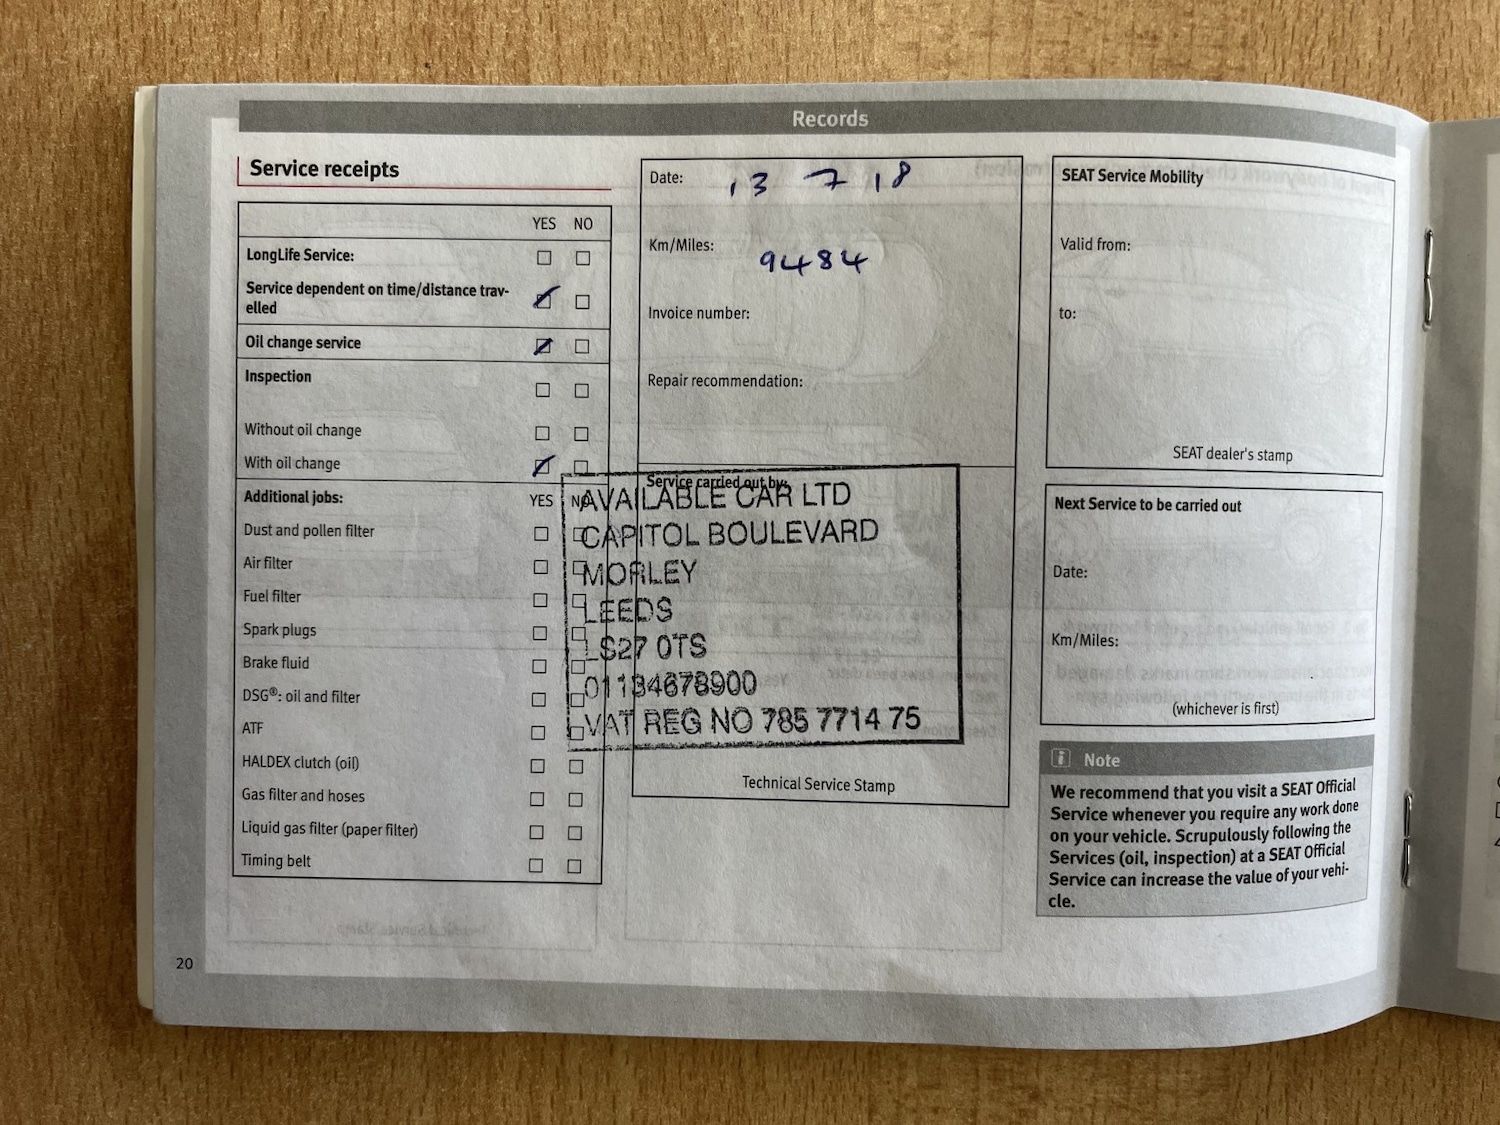 Records
Service receipts
YES NO
LongLife Service:
Service dependent on time/distance trav-
elled
Oil change service
Inspection
Without oil change
With oil change
Additional jobs: YES NO
Dust and pollen filter
Air filter
Fuel filter
Spark plugs
Brake fluid
DSG®: oil and filter
ATF
HALDEX clutch (oil)
Gas filter and hoses
Liquid gas filter (paper filter)
Timing belt
20
Date: 13 7 18
Km/Miles: 9484
Invoice number:
Repair recommendation:
Service carried out by:
AVAILABLE CAR LTD
CAPITOL BOULEVARD
MORLEY
LEEDS
LS27 0TS
01134678900
VAT REG NO 785 7714 75
Technical Service Stamp
SEAT Service Mobility
Valid from:
to:
SEAT dealer's stamp
Next Service to be carried out
Date:
Km/Miles:
(whichever is first)
i Note
We recommend that you visit a SEAT Official
Service whenever you require any work done
on your vehicle. Scrupulously following the
Services (oil, inspection) at a SEAT Official
Service can increase the value of your vehi-
cle.